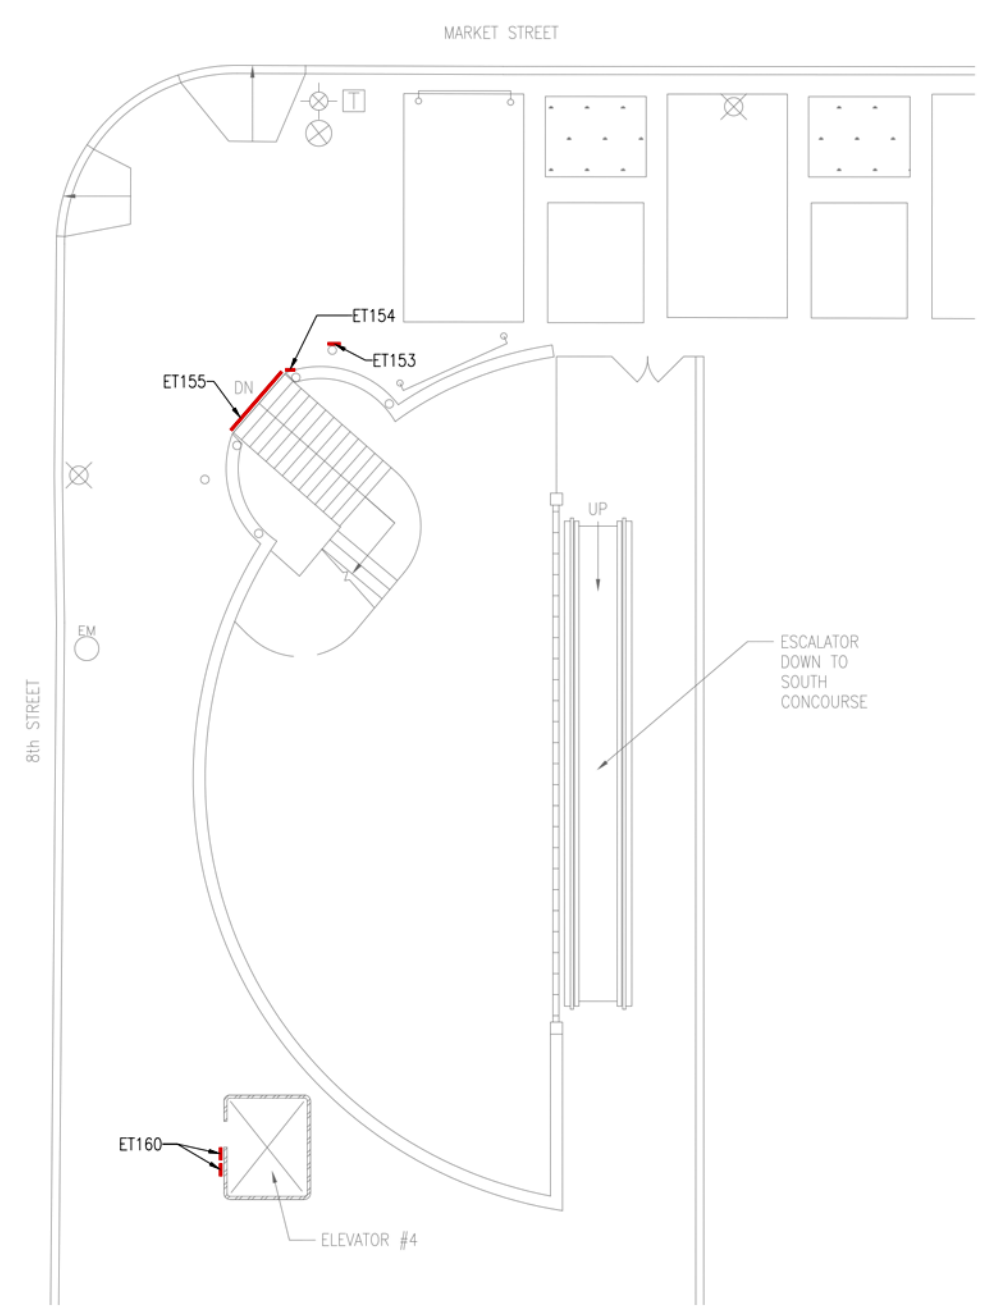 MARKET STREET
T
ET154
ET153
ET155
DN
UP
EM
ESCALATOR
DOWN TO
SOUTH
CONCOURSE
8th STREET
ET160
ELEVATOR #4